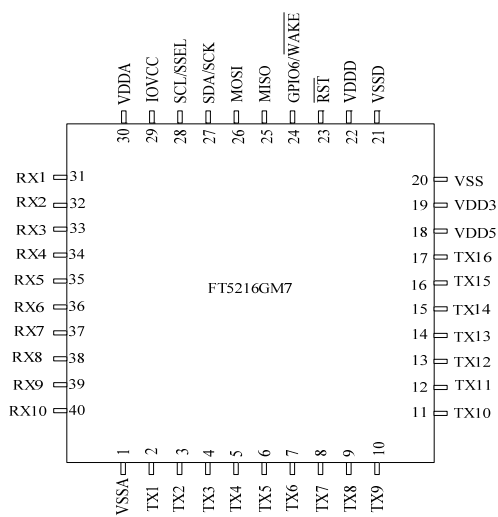 VDDA
IOVCC
SCL/SSEL
SDA/SCK
MOSI
MISO
GPIO6/WAKE
RST
VDDD
VSSD
30
29
28
27
26
25
24
23
22
21
RX1 31
RX2 32
RX3 33
RX4 34
RX5 35
RX6 36
RX7 37
RX8 38
RX9 39
RX10 40
FT5216GM7
20 VSS
19 VDD3
18 VDD5
17 TX16
16 TX15
15 TX14
14 TX13
13 TX12
12 TX11
11 TX10
1
2
3
4
5
6
7
8
9
10
VSSA
TX1
TX2
TX3
TX4
TX5
TX6
TX7
TX8
TX9